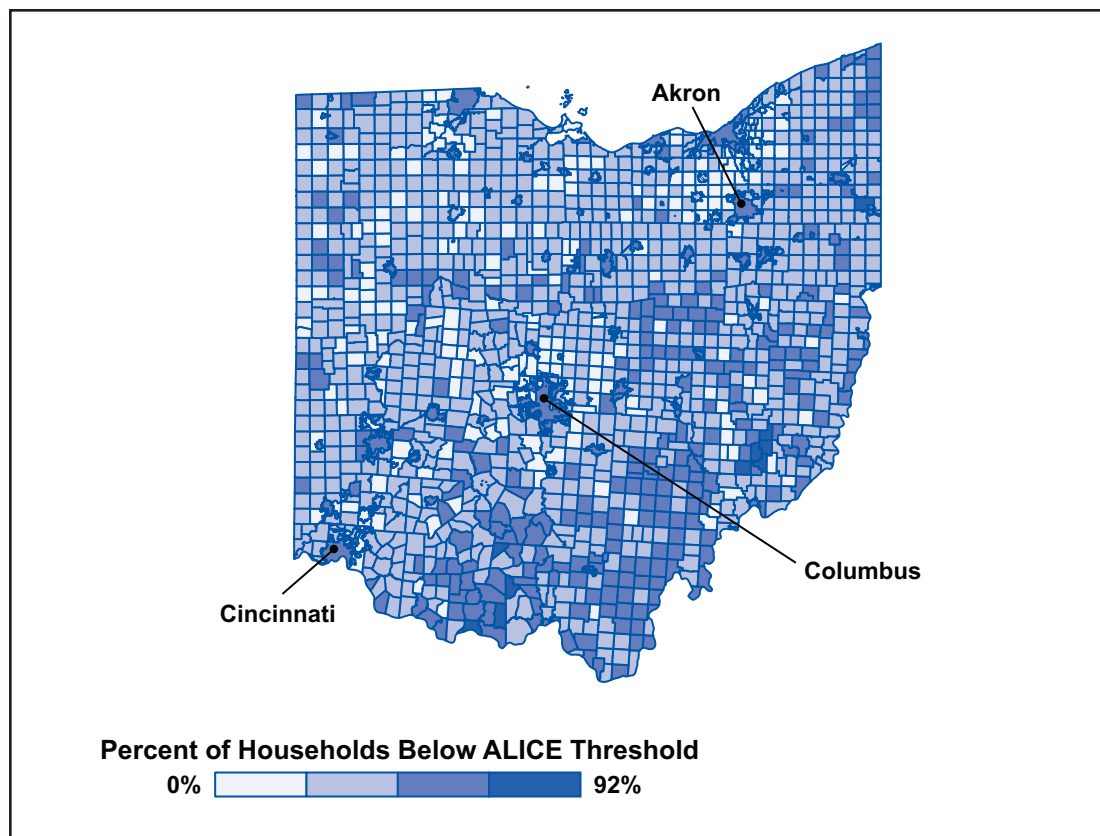 Akron
Columbus
Cincinnati
Percent of Households Below ALICE Threshold
0% 92%